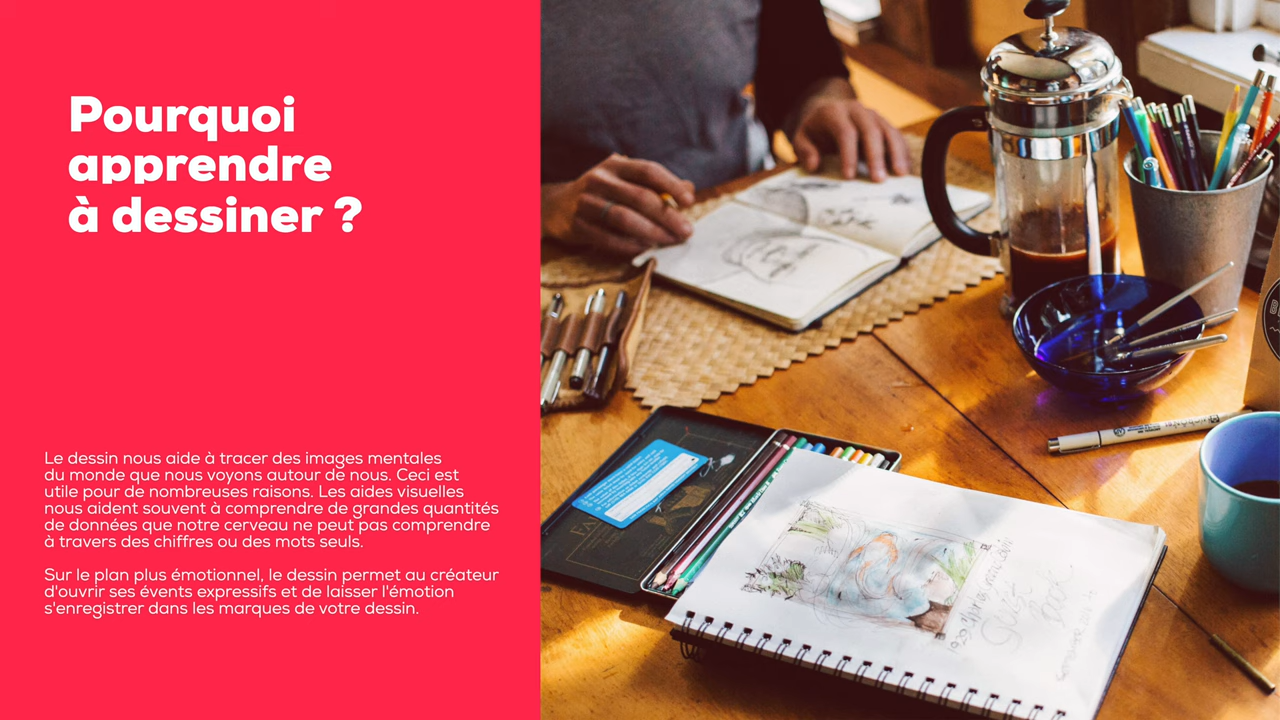 Pourquoi
apprendre
à dessiner ?
Le dessin nous aide à tracer des images mentales
du monde que nous voyons autour de nous. Ceci est
utile pour de nombreuses raisons. Les aides visuelles
nous aident souvent à comprendre de grandes quantités
de données que notre cerveau ne peut pas comprendre
à travers des chiffres ou des mots seuls.
Sur le plan plus émotionnel, le dessin permet au créateur
d'ouvrir ses évents expressifs et de laisser l'émotion
s'enregistrer dans les marques de votre dessin.